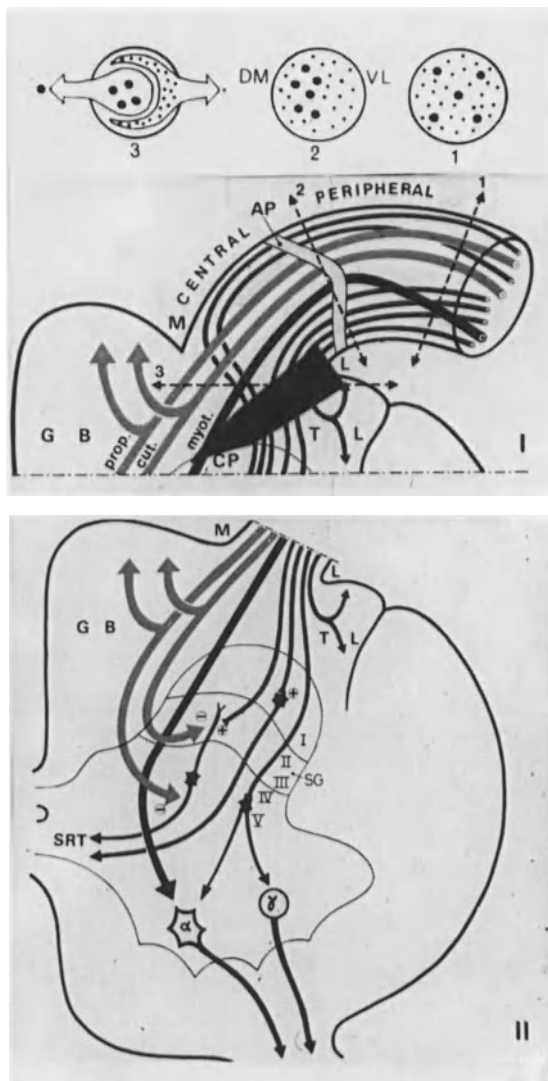 DM VL
3 2 1
AP 2 PERIPHERAL 1
CENTRAL
M
3 L
G B prop. cut. myot. CP T L I
M L
G B T L
⊖ + +
I
II
III SG
⊖ IV
V
SRT
γ
α
II